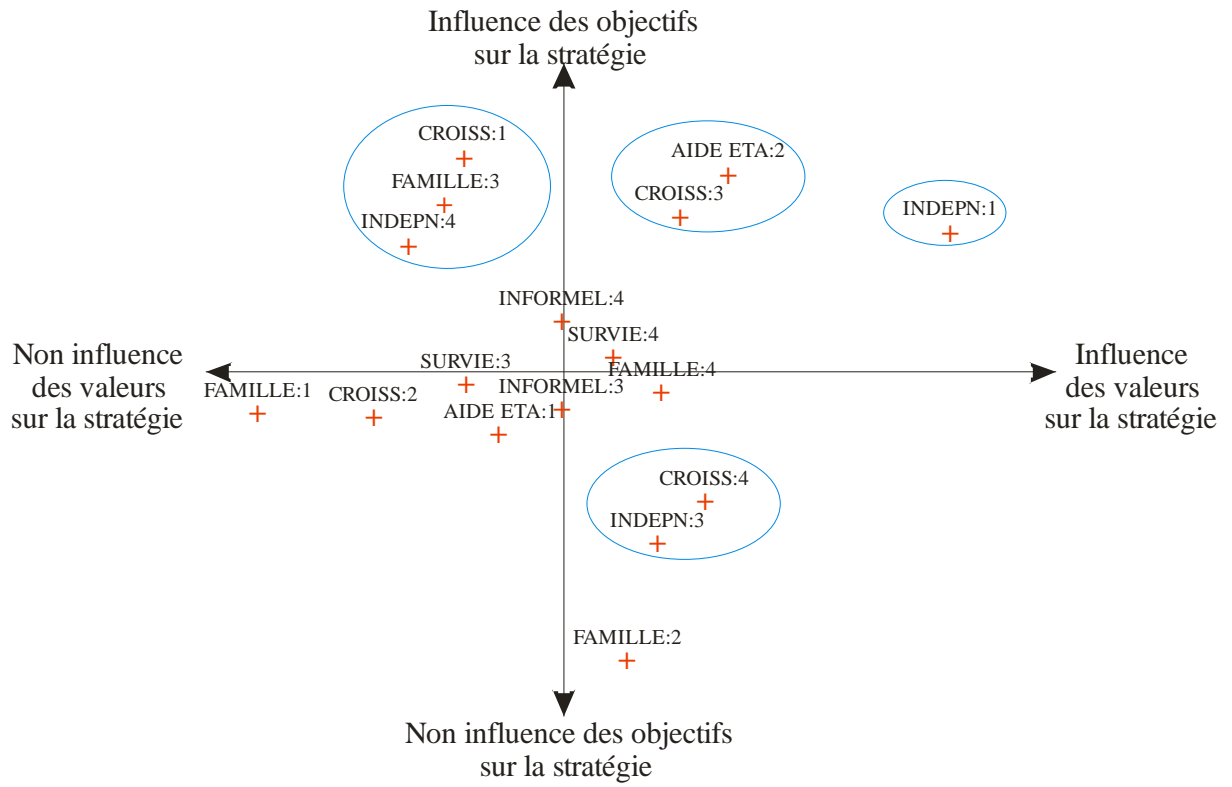 Influence des objectifs
sur la stratégie
CROISS:1
AIDE ETA:2
FAMILLE:3
CROISS:3
INDEPN:4
INDEPN:1
INFORMEL:4
SURVIE:4
Non influence
des valeurs
sur la stratégie
Influence
des valeurs
sur la stratégie
SURVIE:3
FAMILLE:4
FAMILLE:1
CROISS:2
INFORMEL:3
AIDE ETA:1
CROISS:4
INDEPN:3
FAMILLE:2
Non influence des objectifs
sur la stratégie